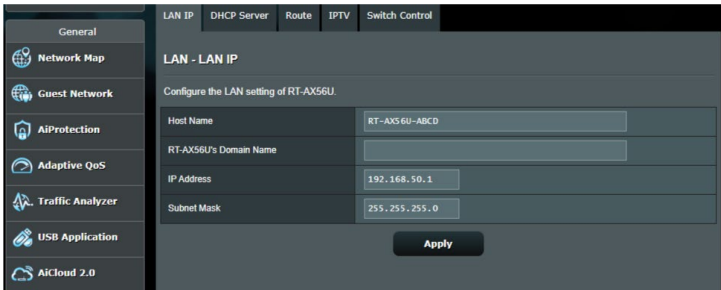 LAN IP DHCP Server Route IPTV Switch Control
General
Network Map
Guest Network
AiProtection
Adaptive QoS
Traffic Analyzer
USB Application
AiCloud 2.0
LAN - LAN IP
Configure the LAN setting of RT-AX56U.
Host Name RT-AX56U-ABCD
RT-AX56U's Domain Name
IP Address 192.168.50.1
Subnet Mask 255.255.255.0
Apply